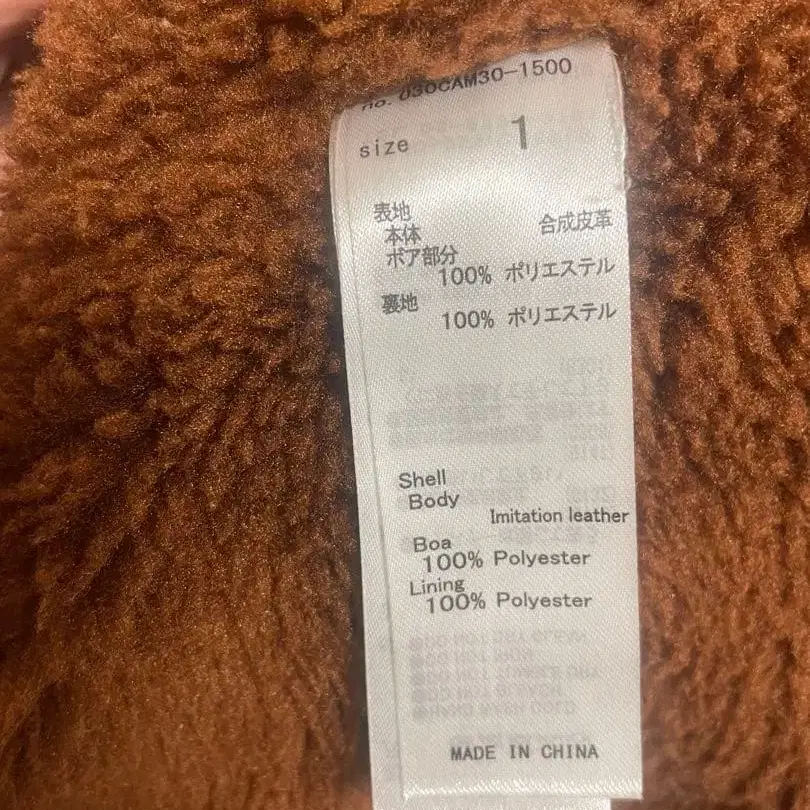 no. 030CAM30-1500
size 1
表地
本体 合成皮革
ボア部分
100% ポリエステル
裏地
100% ポリエステル
Shell
Body
Imitation leather
Boa
100% Polyester
Lining
100% Polyester
MADE IN CHINA